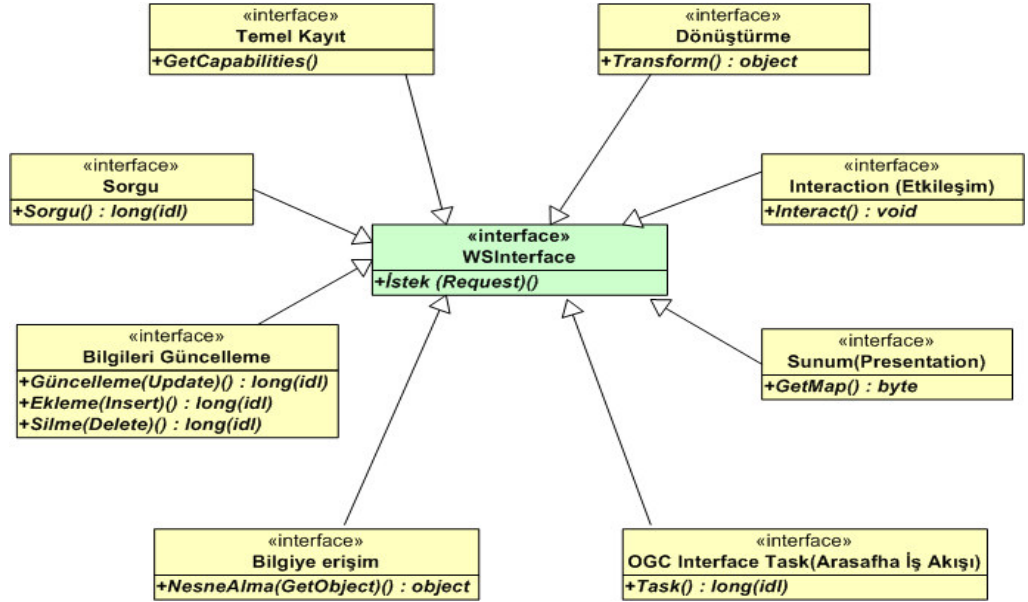 «interface»
Temel Kayıt
+GetCapabilities()
«interface»
Dönüştürme
+Transform() : object
«interface»
Sorgu
+Sorgu() : long(idl)
«interface»
Interaction (Etkileşim)
+Interact() : void
«interface»
WSInterface
+İstek (Request)()
«interface»
Bilgileri Güncelleme
+Güncelleme(Update)() : long(idl)
+Ekleme(Insert)() : long(idl)
+Silme(Delete)() : long(idl)
«interface»
Sunum(Presentation)
+GetMap() : byte
«interface»
Bilgiye erişim
+NesneAlma(GetObject)() : object
«interface»
OGC Interface Task(Arasafha İş Akışı)
+Task() : long(idl)